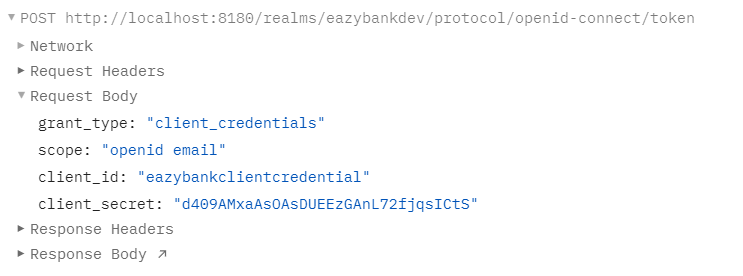 POST http://localhost:8180/realms/eazybankdev/protocol/openid-connect/token
Network
Request Headers
Request Body
grant_type: "client_credentials"
scope: "openid email"
client_id: "eazybankclientcredential"
client_secret: "d409AMxaAsOAsDUEEzGAnL72fjqsICtS"
Response Headers
Response Body ↗